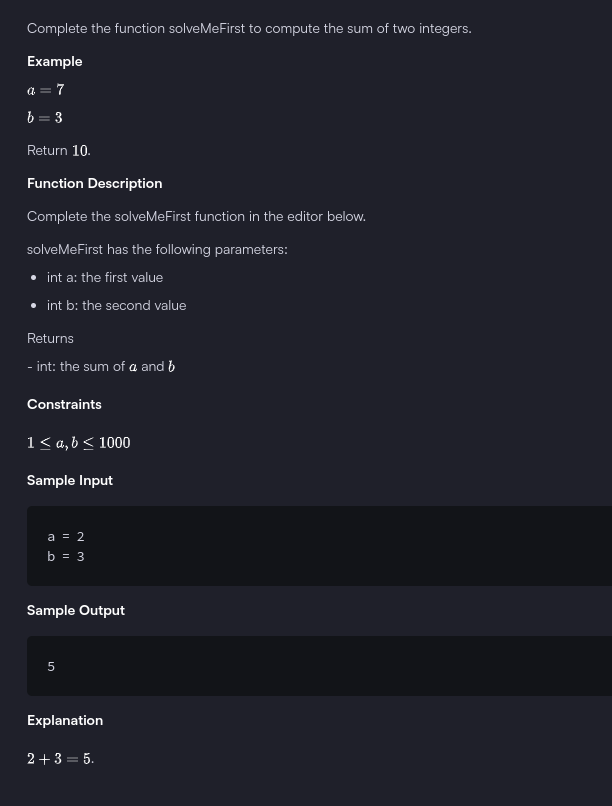 Complete the function solveMeFirst to compute the sum of two integers.
Example
a = 7
b = 3
Return 10.
Function Description
Complete the solveMeFirst function in the editor below.
solveMeFirst has the following parameters:
• int a: the first value
• int b: the second value
Returns
- int: the sum of a and b
Constraints
1 ≤ a, b ≤ 1000
Sample Input
a = 2
b = 3
Sample Output
5
Explanation
2 + 3 = 5.